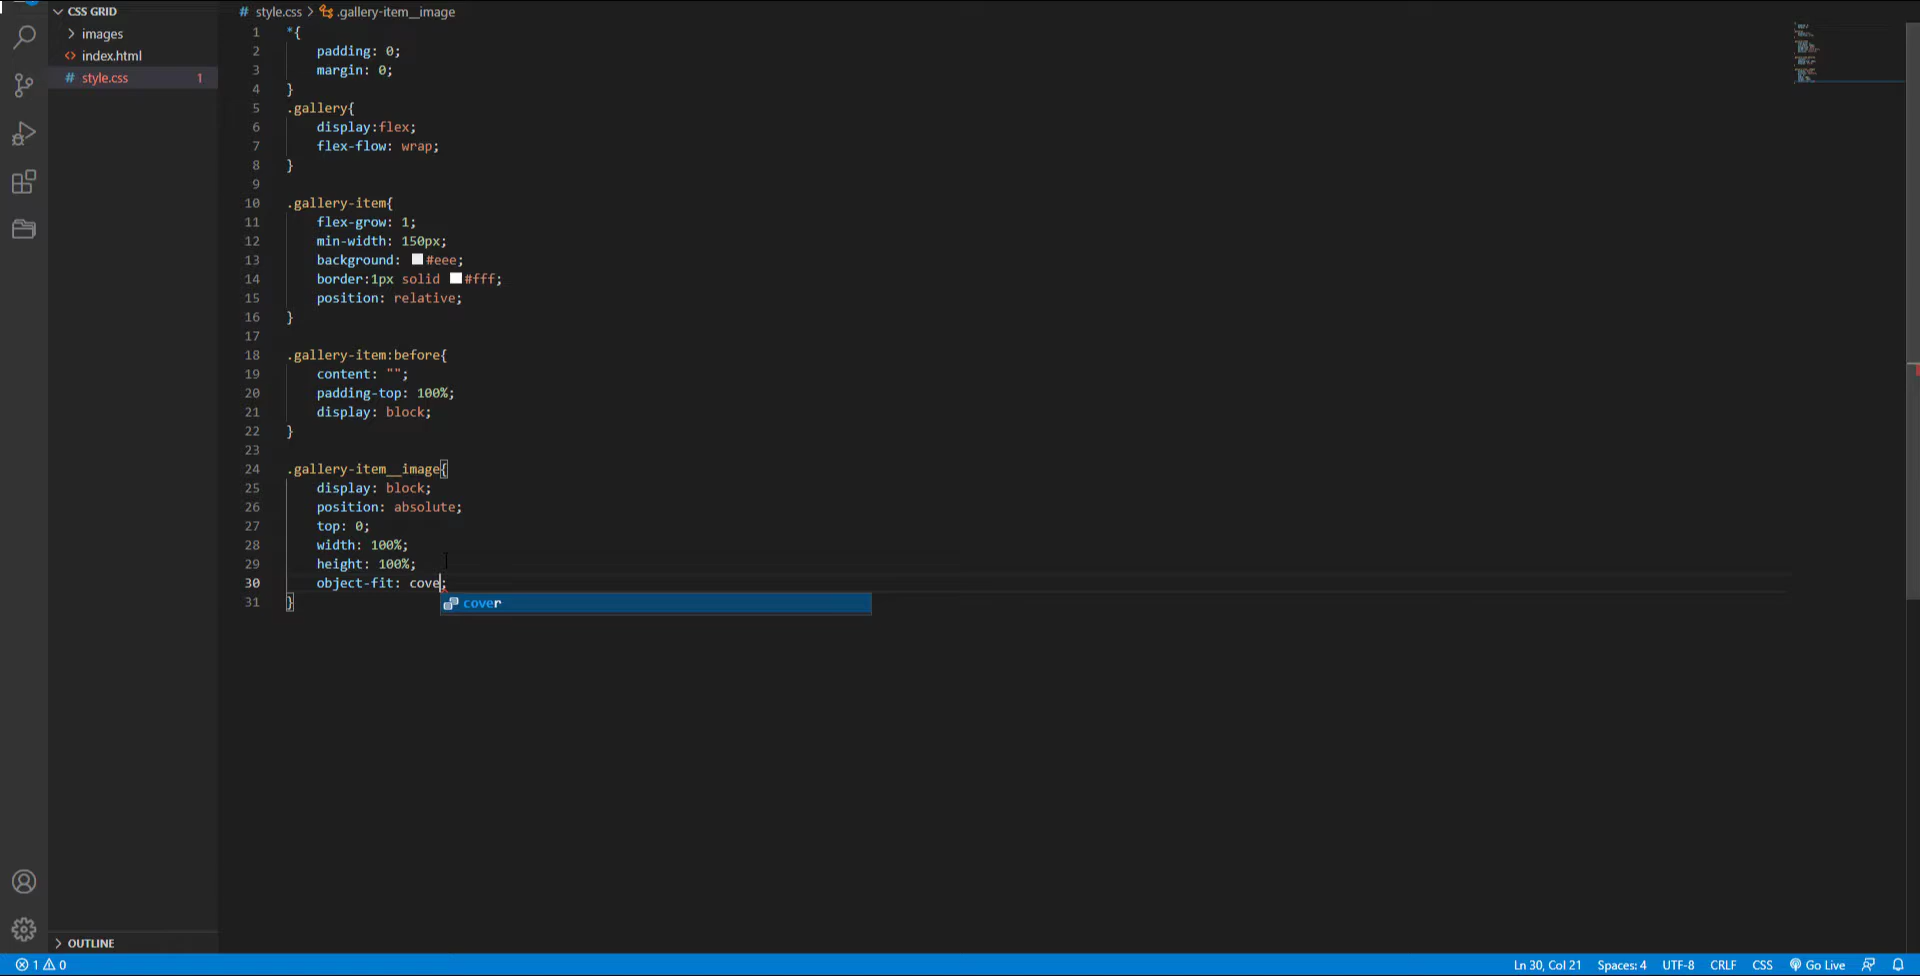 CSS GRID
images
index.html
style.css 1
OUTLINE
# style.css > .gallery-item__image
1 *{
2 padding: 0;
3 margin: 0;
4 }
5 .gallery{
6 display:flex;
7 flex-flow: wrap;
8 }
9
10 .gallery-item{
11 flex-grow: 1;
12 min-width: 150px;
13 background: #eee;
14 border:1px solid #fff;
15 position: relative;
16 }
17
18 .gallery-item:before{
19 content: "";
20 padding-top: 100%;
21 display: block;
22 }
23
24 .gallery-item__image{
25 display: block;
26 position: absolute;
27 top: 0;
28 width: 100%;
29 height: 100%;
30 object-fit: cove;
31 }
cover
1 0
Ln 30, Col 21 Spaces: 4 UTF-8 CRLF CSS Go Live